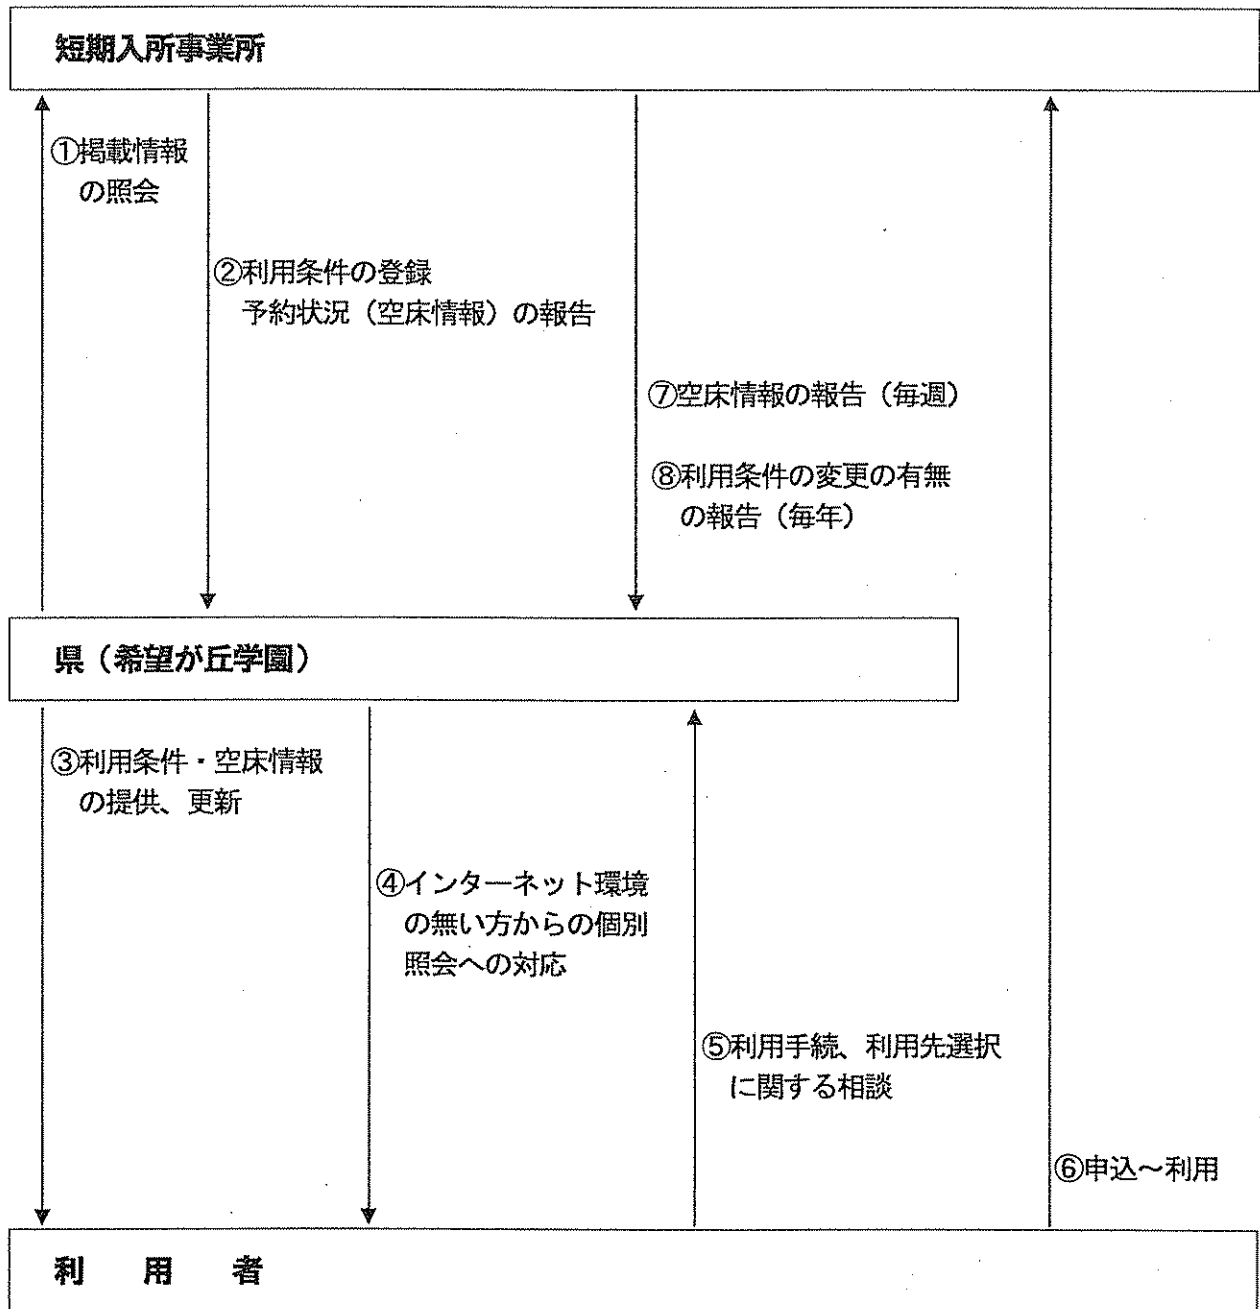 短期入所事業所
①掲載情報
の照会
②利用条件の登録
予約状況（空床情報）の報告
⑦空床情報の報告（毎週）
⑧利用条件の変更の有無
の報告（毎年）
県（希望が丘学園）
③利用条件・空床情報
の提供、更新
④インターネット環境
の無い方からの個別
照会への対応
⑤利用手続、利用先選択
に関する相談
⑥申込～利用
利　用　者